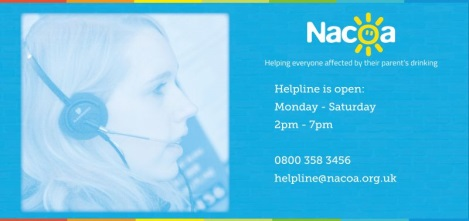 Nacoa
Helping everyone affected by their parent's drinking
Helpline is open:
Monday - Saturday
2pm - 7pm
0800 358 3456
helpline@nacoa.org.uk